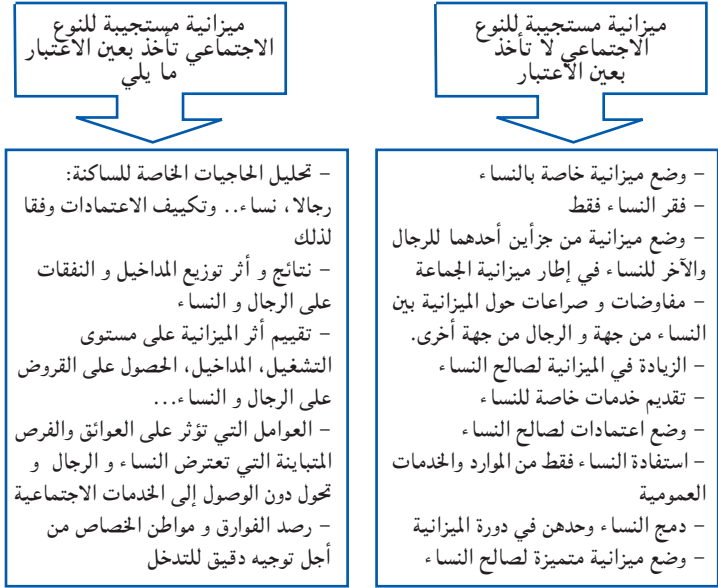 ميزانية مستجيبة للنوع
الاجتماعي لا تأخذ
بعين الاعتبار
- وضع ميزانية خاصة بالنساء
- فقر النساء فقط
- وضع ميزانية من جزأين أحدهما للرجال
والآخر للنساء في إطار ميزانية الجماعة
- مفاوضات و صراعات حول الميزانية بين
النساء من جهة و الرجال من جهة أخرى.
- الزيادة في الميزانية لصالح النساء
- تقديم خدمات خاصة للنساء
- وضع اعتمادات لصالح النساء
- استفادة النساء فقط من الموارد والخدمات
العمومية
- دمج النساء وحدهن في دورة الميزانية
- وضع ميزانية متميزة لصالح النساء
ميزانية مستجيبة للنوع
الاجتماعي تأخذ بعين الاعتبار
ما يلي
- تحليل الحاجيات الخاصة للساكنة:
رجالا، نساء.. وتكييف الاعتمادات وفقا
لذلك
- نتائج و أثر توزيع المداخيل و النفقات
على الرجال و النساء
- تقييم أثر الميزانية على مستوى
التشغيل، المداخيل، الحصول على القروض
على الرجال و النساء...
- العوامل التي تؤثر على العوائق والفرص
المتباينة التي تعترض النساء و الرجال و
تحول دون الوصول إلى الخدمات الاجتماعية
- رصد الفوارق و مواطن الخصاص من
أجل توجيه دقيق للتدخل